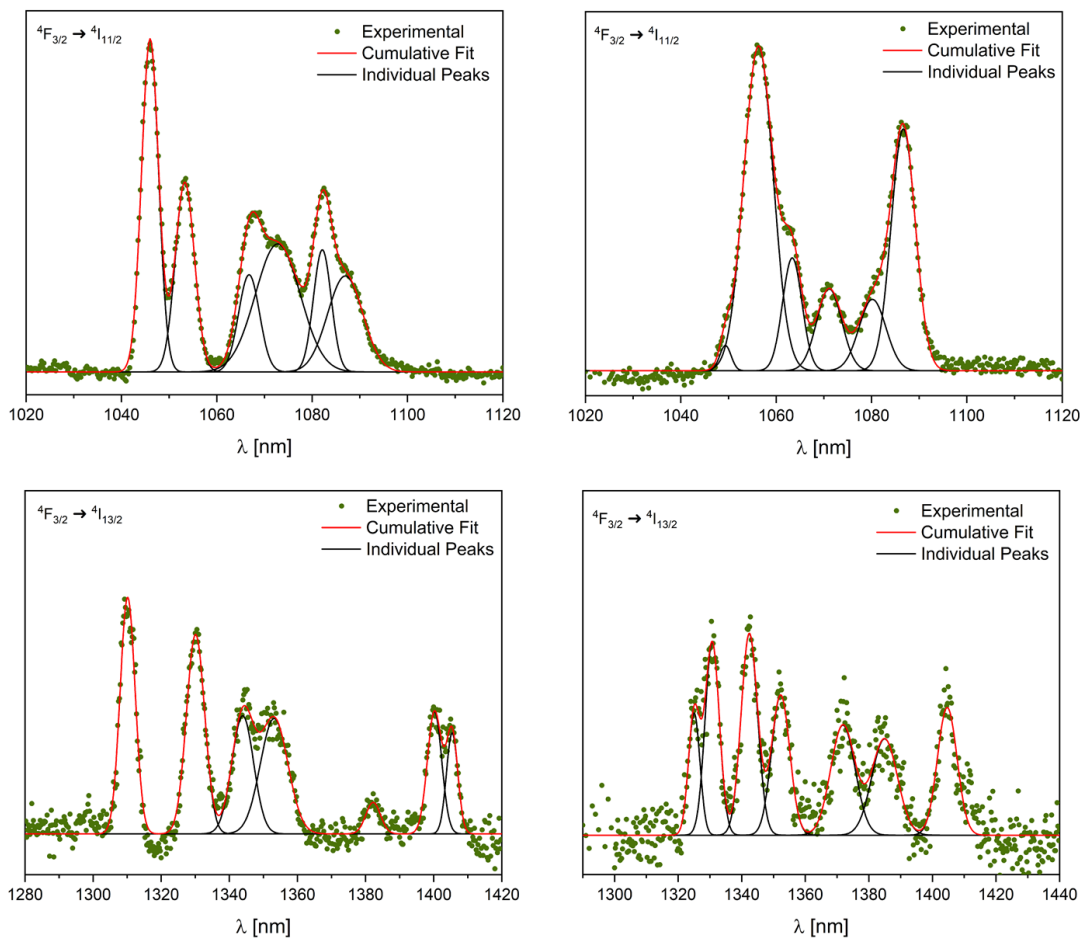 ⁴F₃/₂ → ⁴I₁₁/₂
Experimental
Cumulative Fit
Individual Peaks
1020 1040 1060 1080 1100 1120
λ [nm]
⁴F₃/₂ → ⁴I₁₁/₂
Experimental
Cumulative Fit
Individual Peaks
1020 1040 1060 1080 1100 1120
λ [nm]
⁴F₃/₂ → ⁴I₁₃/₂
Experimental
Cumulative Fit
Individual Peaks
1280 1300 1320 1340 1360 1380 1400 1420
λ [nm]
⁴F₃/₂ → ⁴I₁₃/₂
Experimental
Cumulative Fit
Individual Peaks
1300 1320 1340 1360 1380 1400 1420 1440
λ [nm]